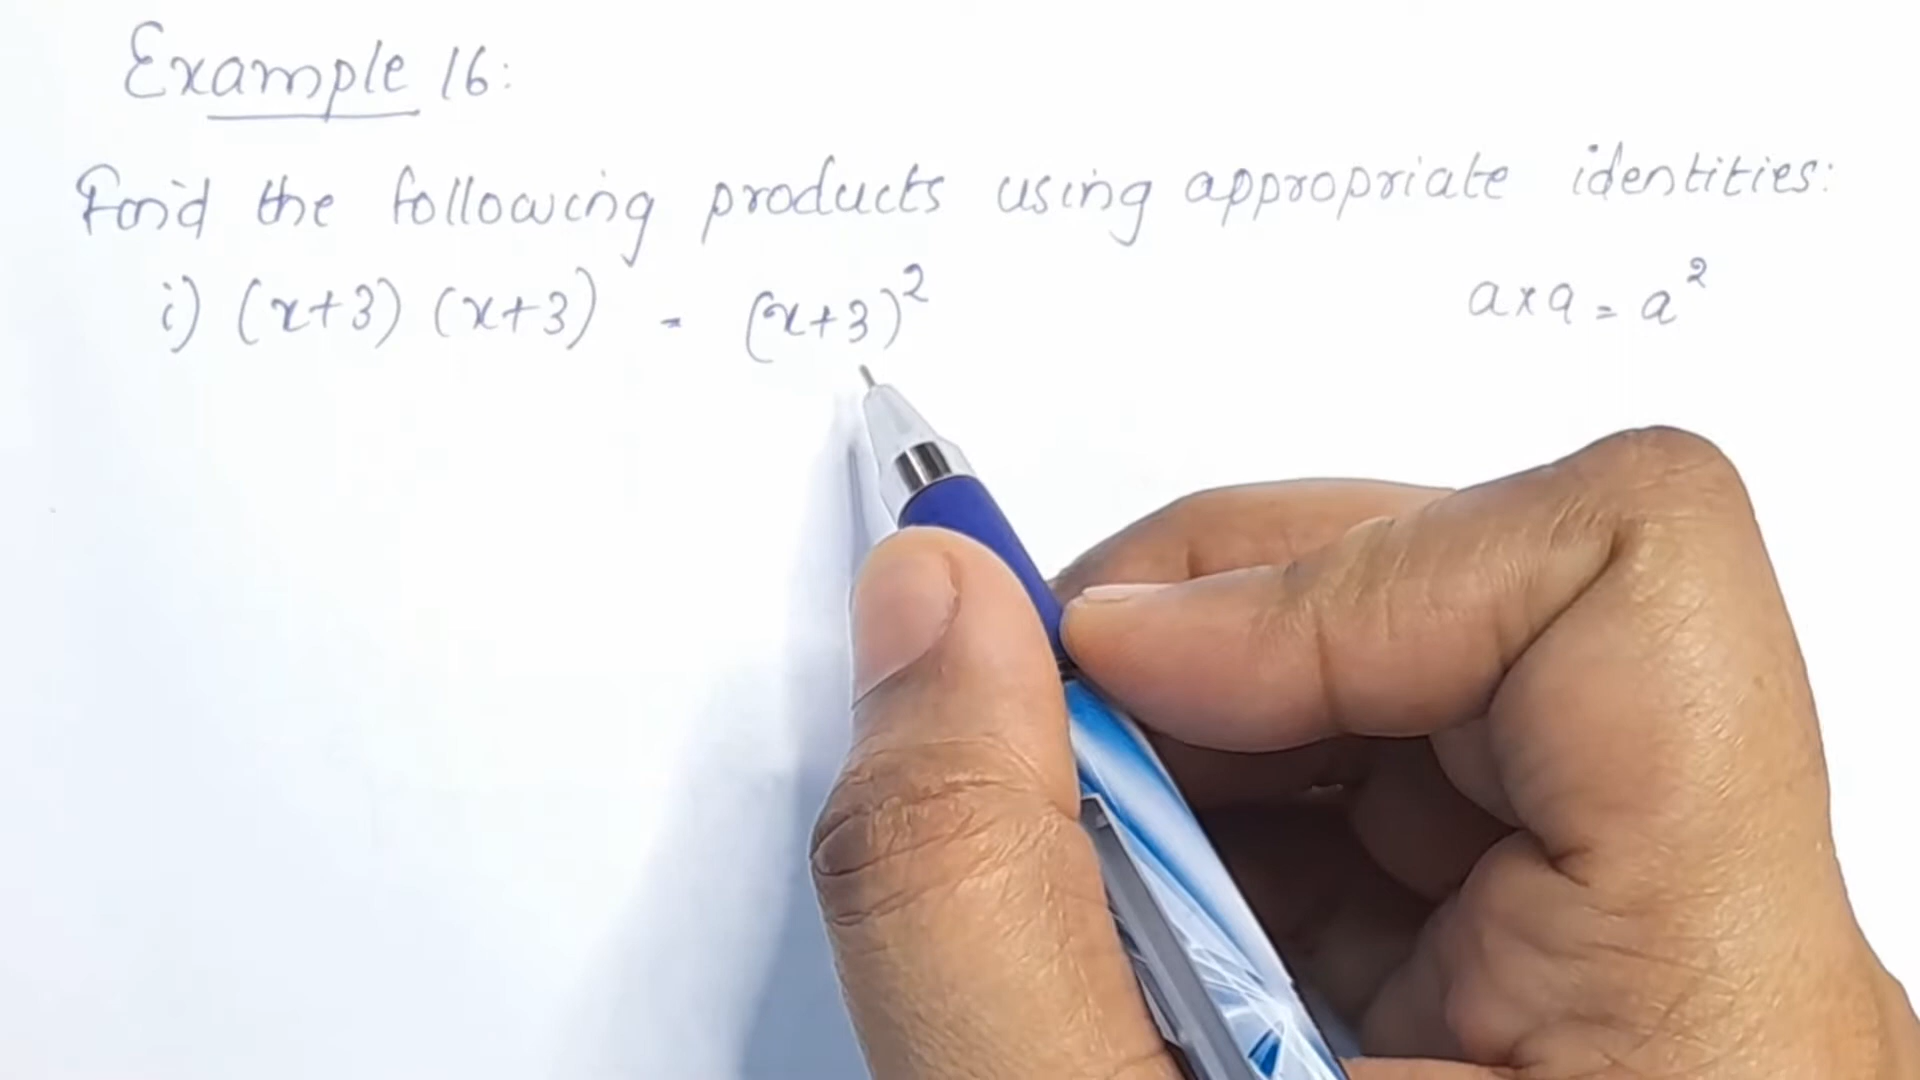 Example 16:
Find the following products using appropriate identities:
i) (x+3) (x+3) = (x+3)² a×a = a²